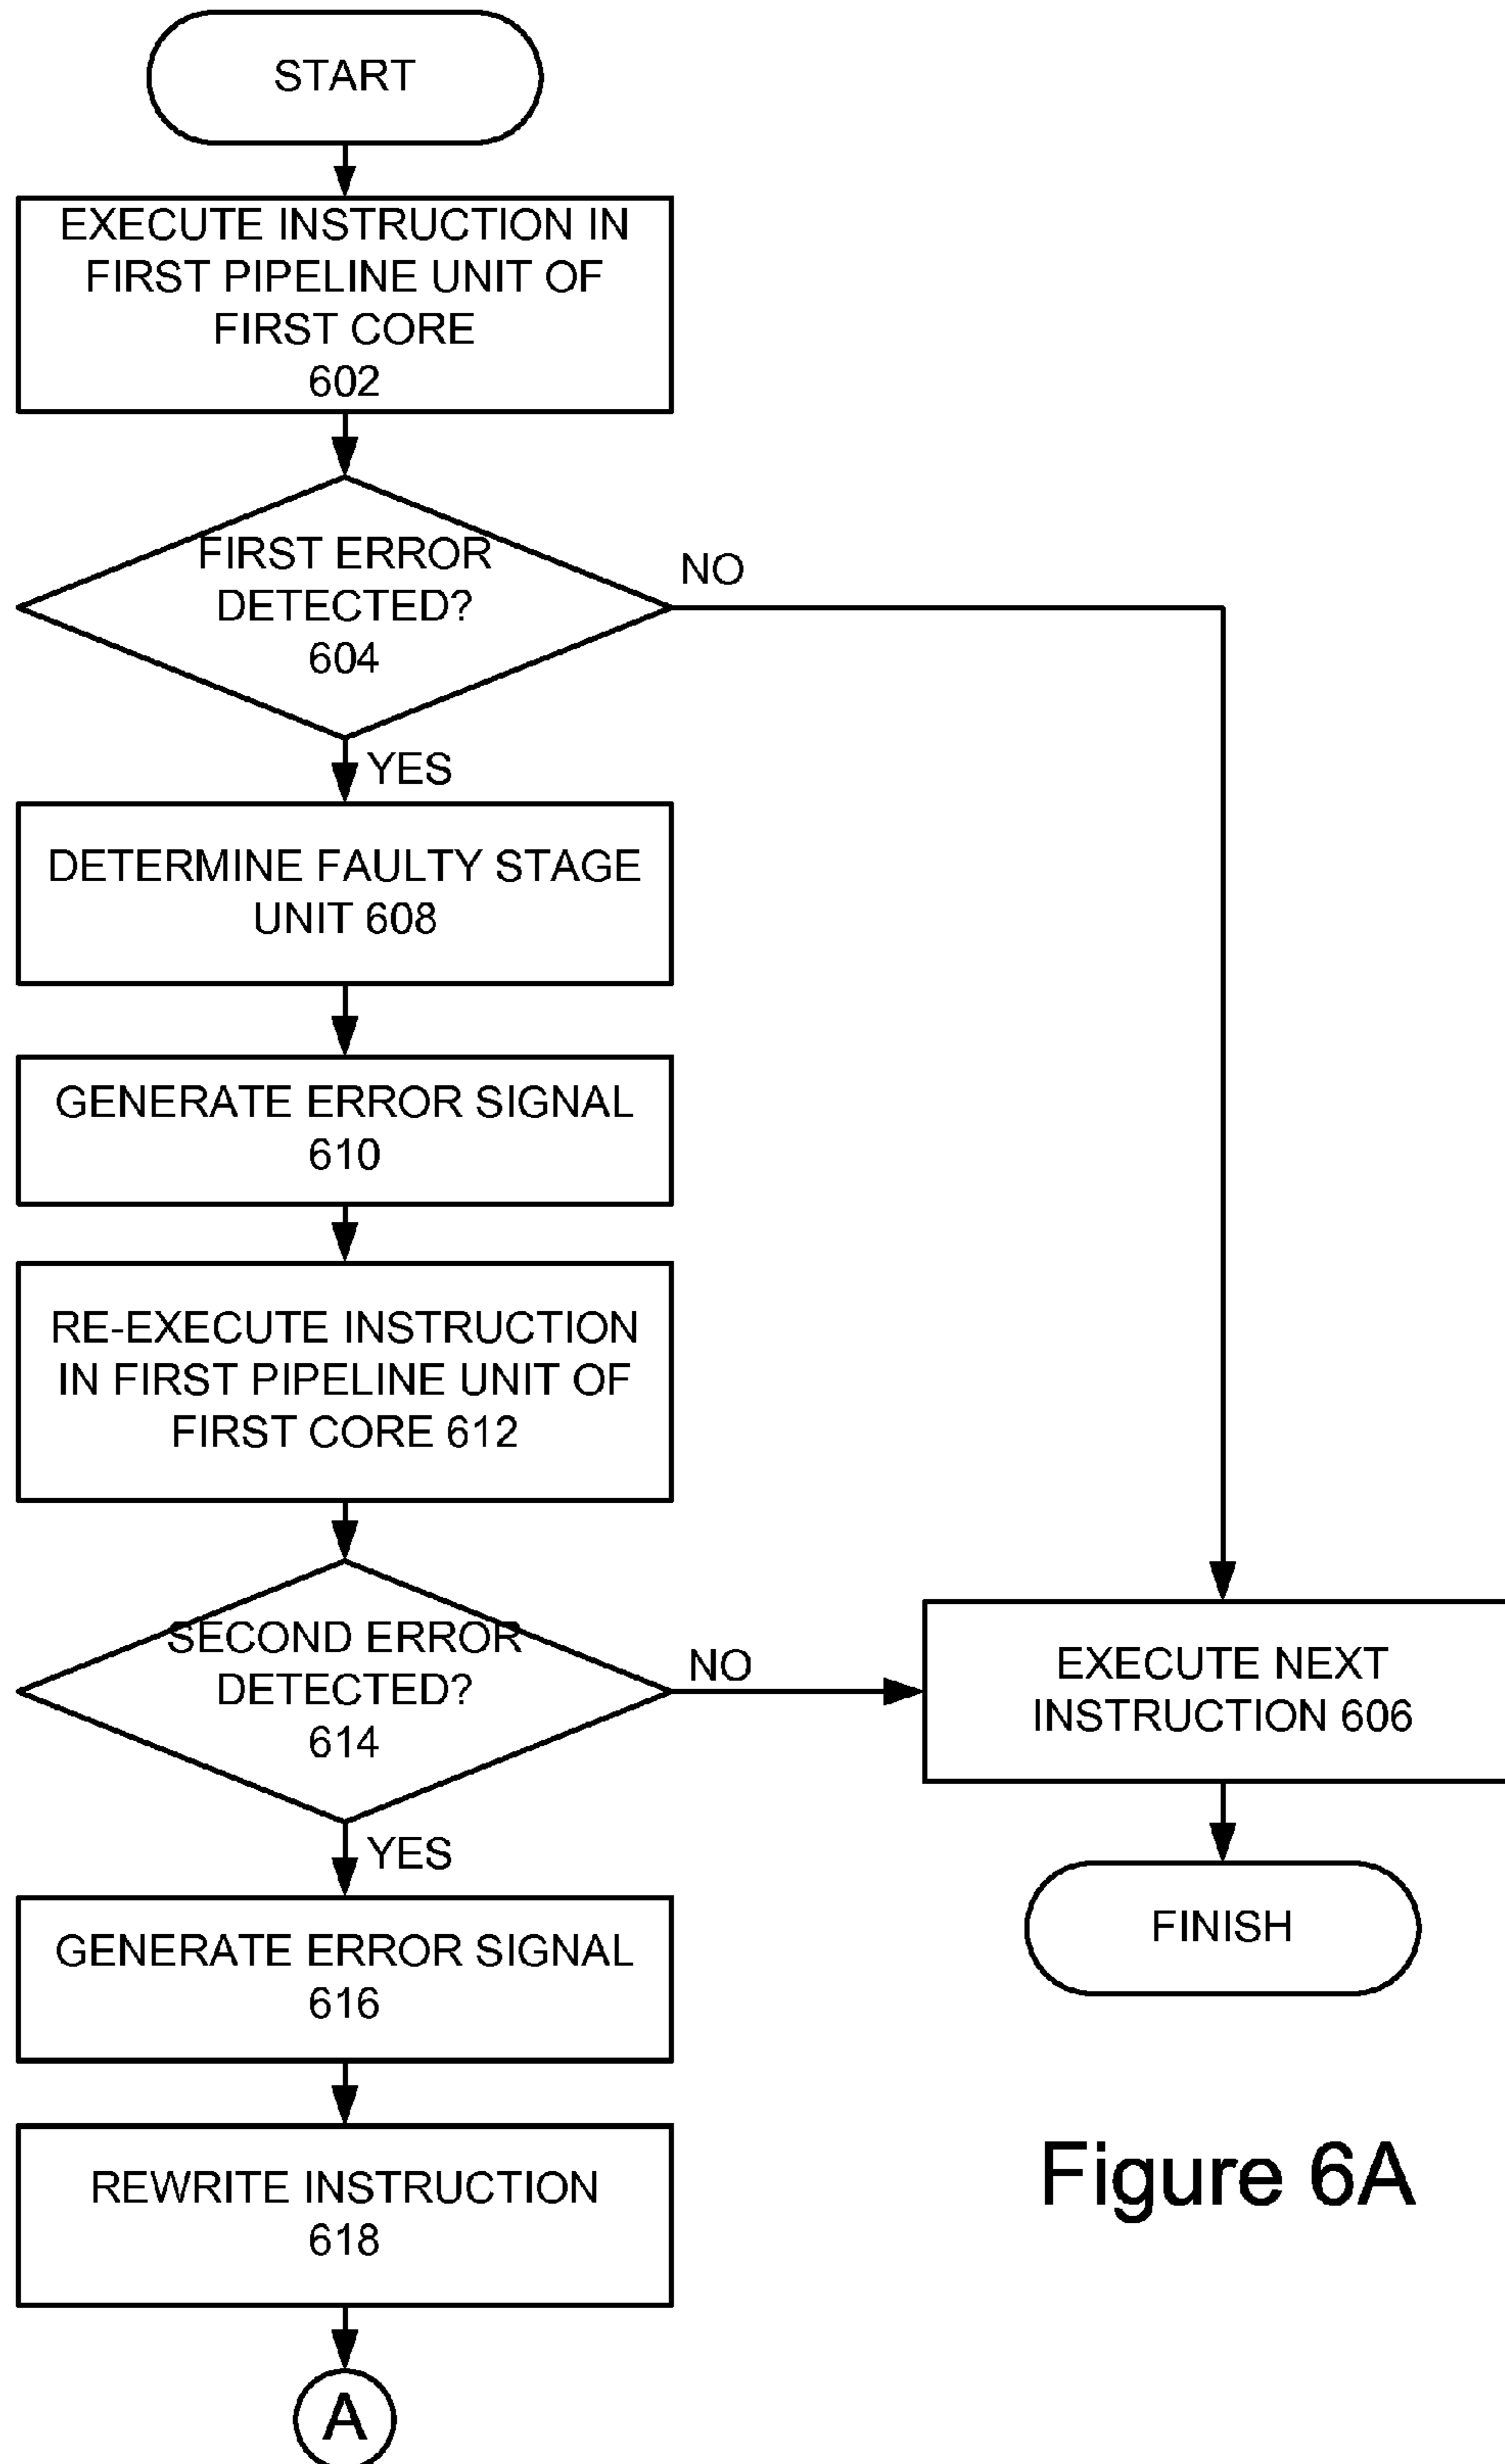 START
EXECUTE INSTRUCTION IN
FIRST PIPELINE UNIT OF
FIRST CORE
602
FIRST ERROR
DETECTED?
604
NO
YES
DETERMINE FAULTY STAGE
UNIT 608
GENERATE ERROR SIGNAL
610
RE-EXECUTE INSTRUCTION
IN FIRST PIPELINE UNIT OF
FIRST CORE 612
SECOND ERROR
DETECTED?
614
NO
EXECUTE NEXT
INSTRUCTION 606
YES
FINISH
GENERATE ERROR SIGNAL
616
REWRITE INSTRUCTION
618
Figure 6A
A